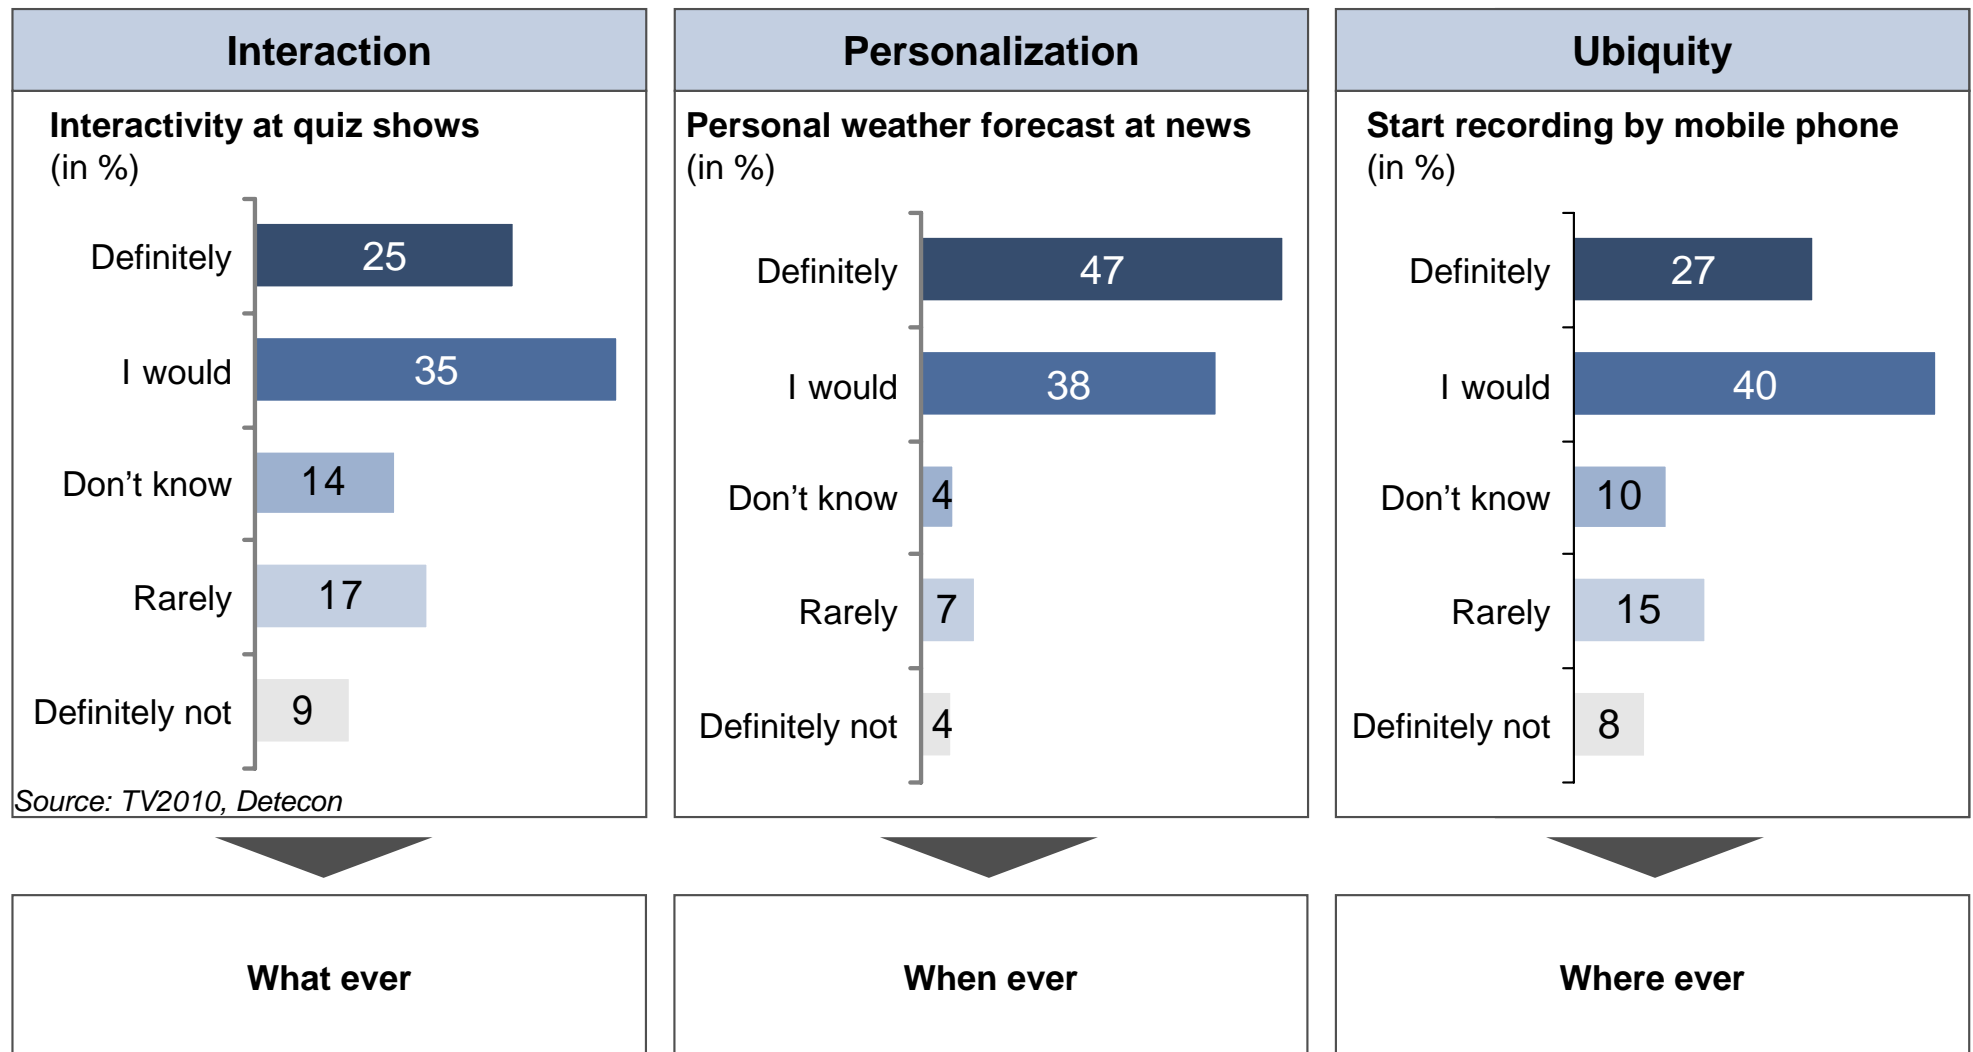 Interaction
Interactivity at quiz shows
(in %)
Definitely 25
I would 35
Don't know 14
Rarely 17
Definitely not 9
Source: TV2010, Detecon
What ever
Personalization
Personal weather forecast at news
(in %)
Definitely 47
I would 38
Don't know 4
Rarely 7
Definitely not 4
When ever
Ubiquity
Start recording by mobile phone
(in %)
Definitely 27
I would 40
Don't know 10
Rarely 15
Definitely not 8
Where ever